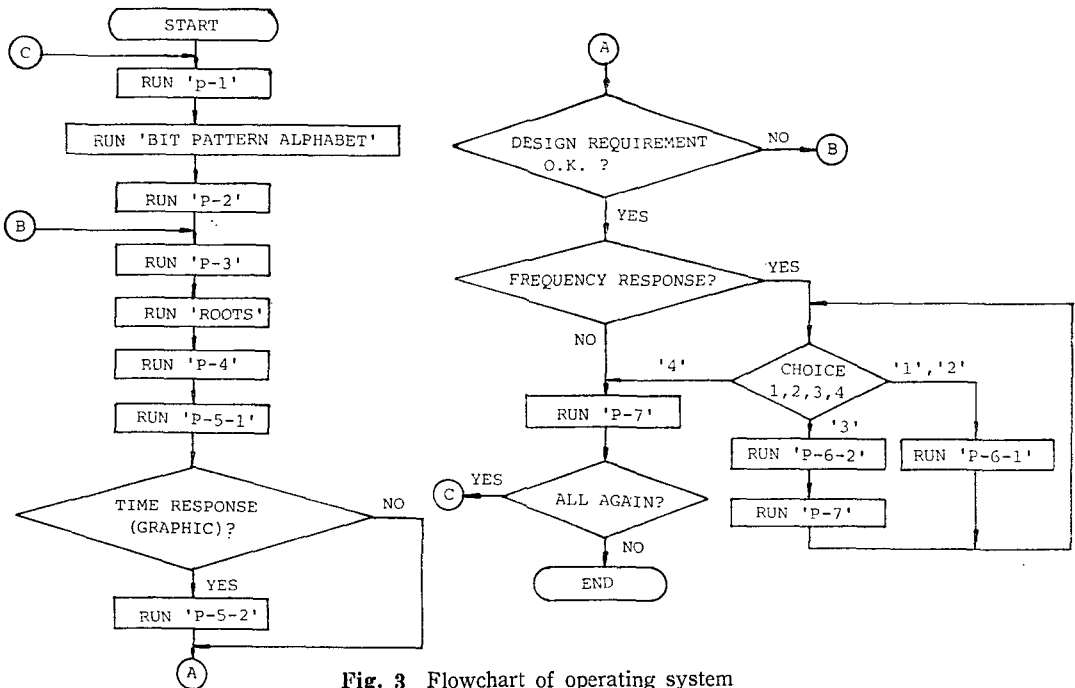 START
C
RUN 'p-1'
RUN 'BIT PATTERN ALPHABET'
RUN 'P-2'
B
RUN 'P-3'
RUN 'ROOTS'
RUN 'P-4'
RUN 'P-5-1'
TIME RESPONSE
(GRAPHIC)?
NO
YES
RUN 'P-5-2'
A
A
DESIGN REQUIREMENT
O.K. ?
NO
B
YES
FREQUENCY RESPONSE?
YES
NO
CHOICE
1,2,3,4
'4'
'1','2'
'3'
RUN 'P-7'
RUN 'P-6-2'
RUN 'P-6-1'
RUN 'P-7'
ALL AGAIN?
YES
C
NO
END
Fig. 3 Flowchart of operating system